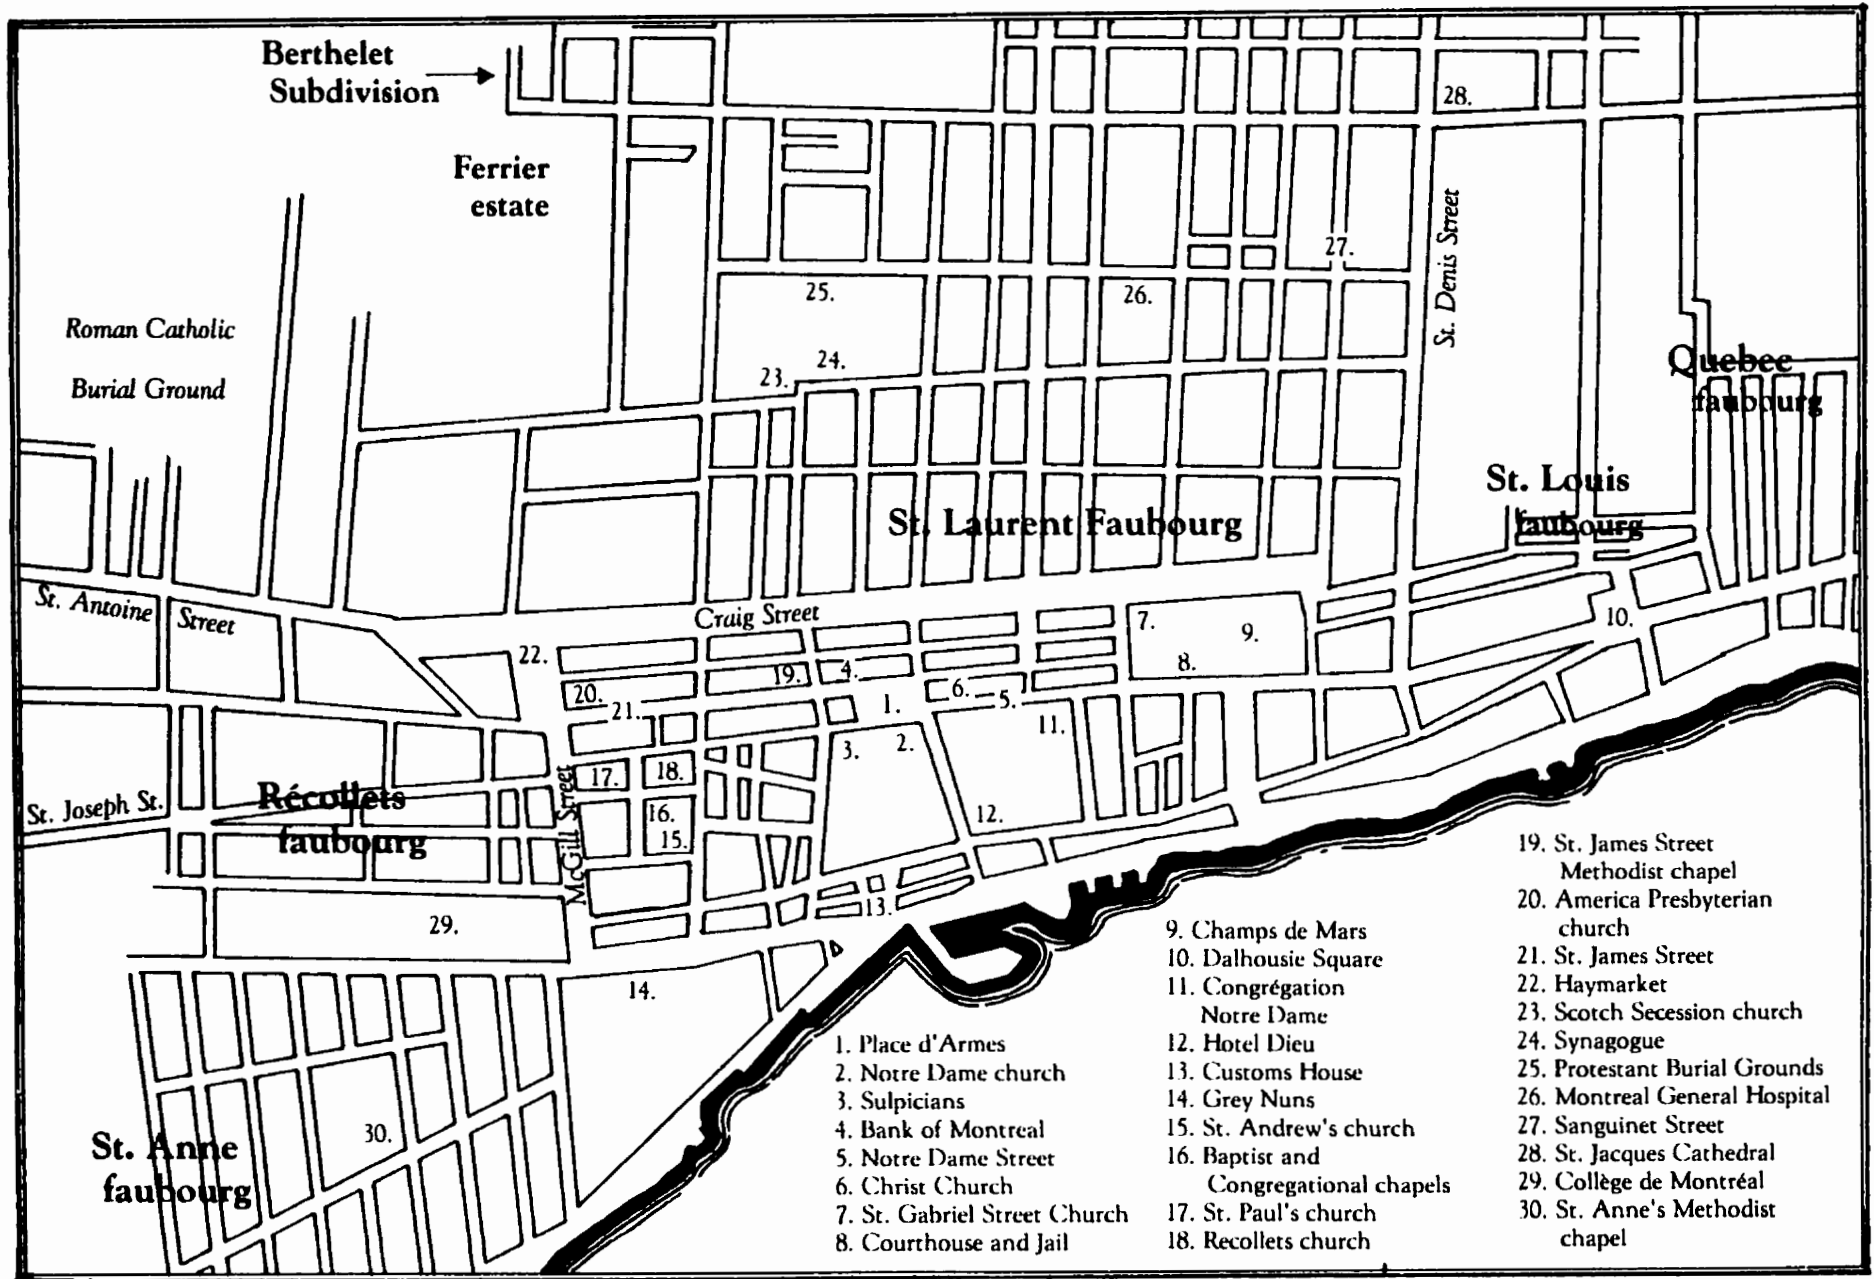 Berthelet
Subdivision
28.
Ferrier
estate
St. Denis Street
27.
25.
26.
Roman Catholic
Burial Ground
24.
23.
Quebec
faubourg
St. Louis
faubourg
St. Laurent Faubourg
St. Antoine Street
Craig Street
7.
9.
10.
22.
8.
19.
4.
20.
6.
21.
1.
5.
11.
3.
2.
17.
18.
McGill Street
St. Joseph St.
Récollets
faubourg
16.
15.
12.
13.
29.
14.
30.
St. Anne
faubourg
1. Place d'Armes
2. Notre Dame church
3. Sulpicians
4. Bank of Montreal
5. Notre Dame Street
6. Christ Church
7. St. Gabriel Street Church
8. Courthouse and Jail
9. Champs de Mars
10. Dalhousie Square
11. Congrégation
Notre Dame
12. Hotel Dieu
13. Customs House
14. Grey Nuns
15. St. Andrew's church
16. Baptist and
Congregational chapels
17. St. Paul's church
18. Recollets church
19. St. James Street
Methodist chapel
20. America Presbyterian
church
21. St. James Street
22. Haymarket
23. Scotch Secession church
24. Synagogue
25. Protestant Burial Grounds
26. Montreal General Hospital
27. Sanguinet Street
28. St. Jacques Cathedral
29. Collège de Montréal
30. St. Anne's Methodist
chapel